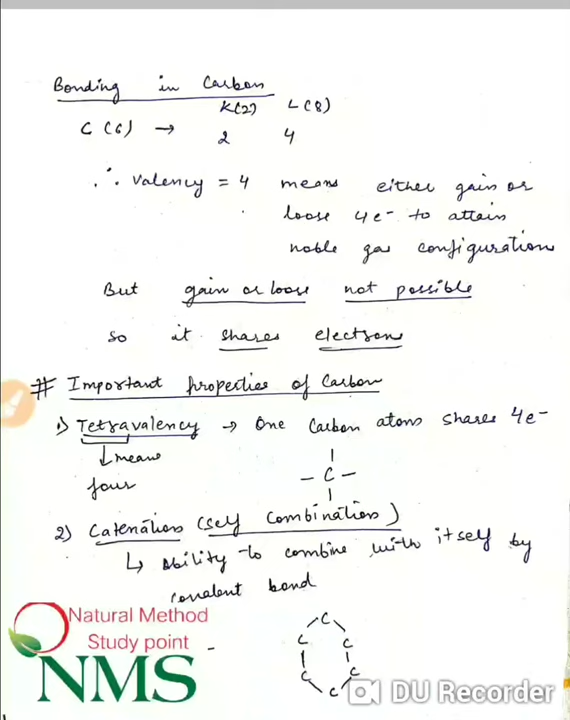 Bonding in Carbon
K(2) L(8)
C (6) → 2 4
∴ Valency = 4 means either gain or
loose 4e⁻ to attain
noble gas configuration
But gain or loose not possible
so it shares electrons
# Important properties of Carbon
1) Tetravalency → One Carbon atom shares 4e⁻
↓ means
four
– C –
2) Catenation (self Combination)
↳ ability to combine with itself by
covalent bond
C
C C
C C
C
Natural Method
Study point
NMS
DU Recorder